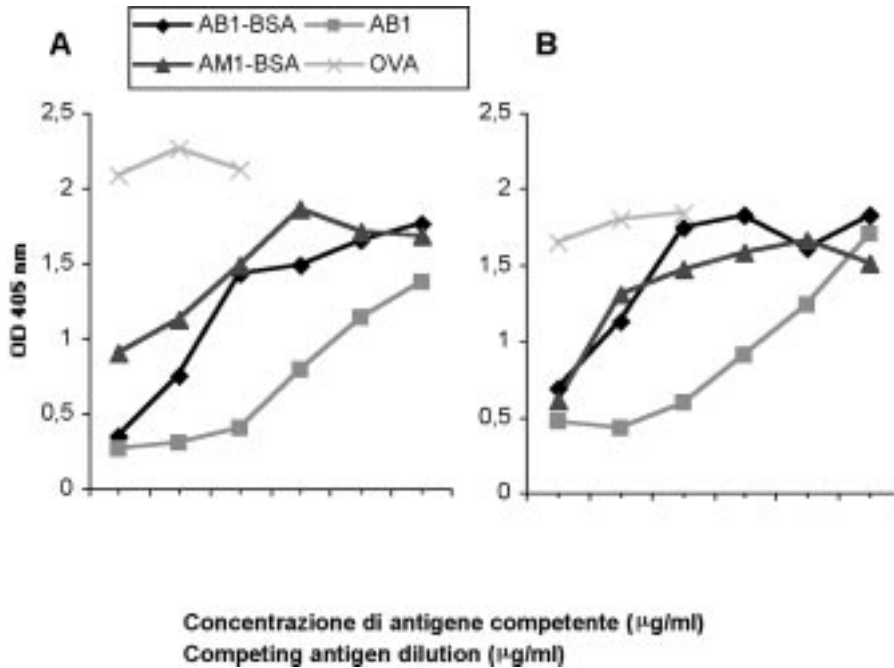 A
AB1-BSA AB1
AM1-BSA OVA
B
2,5
2
1,5
1
0,5
0
OD 405 nm
2,5
2
1,5
1
0,5
0
Concentrazione di antigene competente (µg/ml)
Competing antigen dilution (µg/ml)